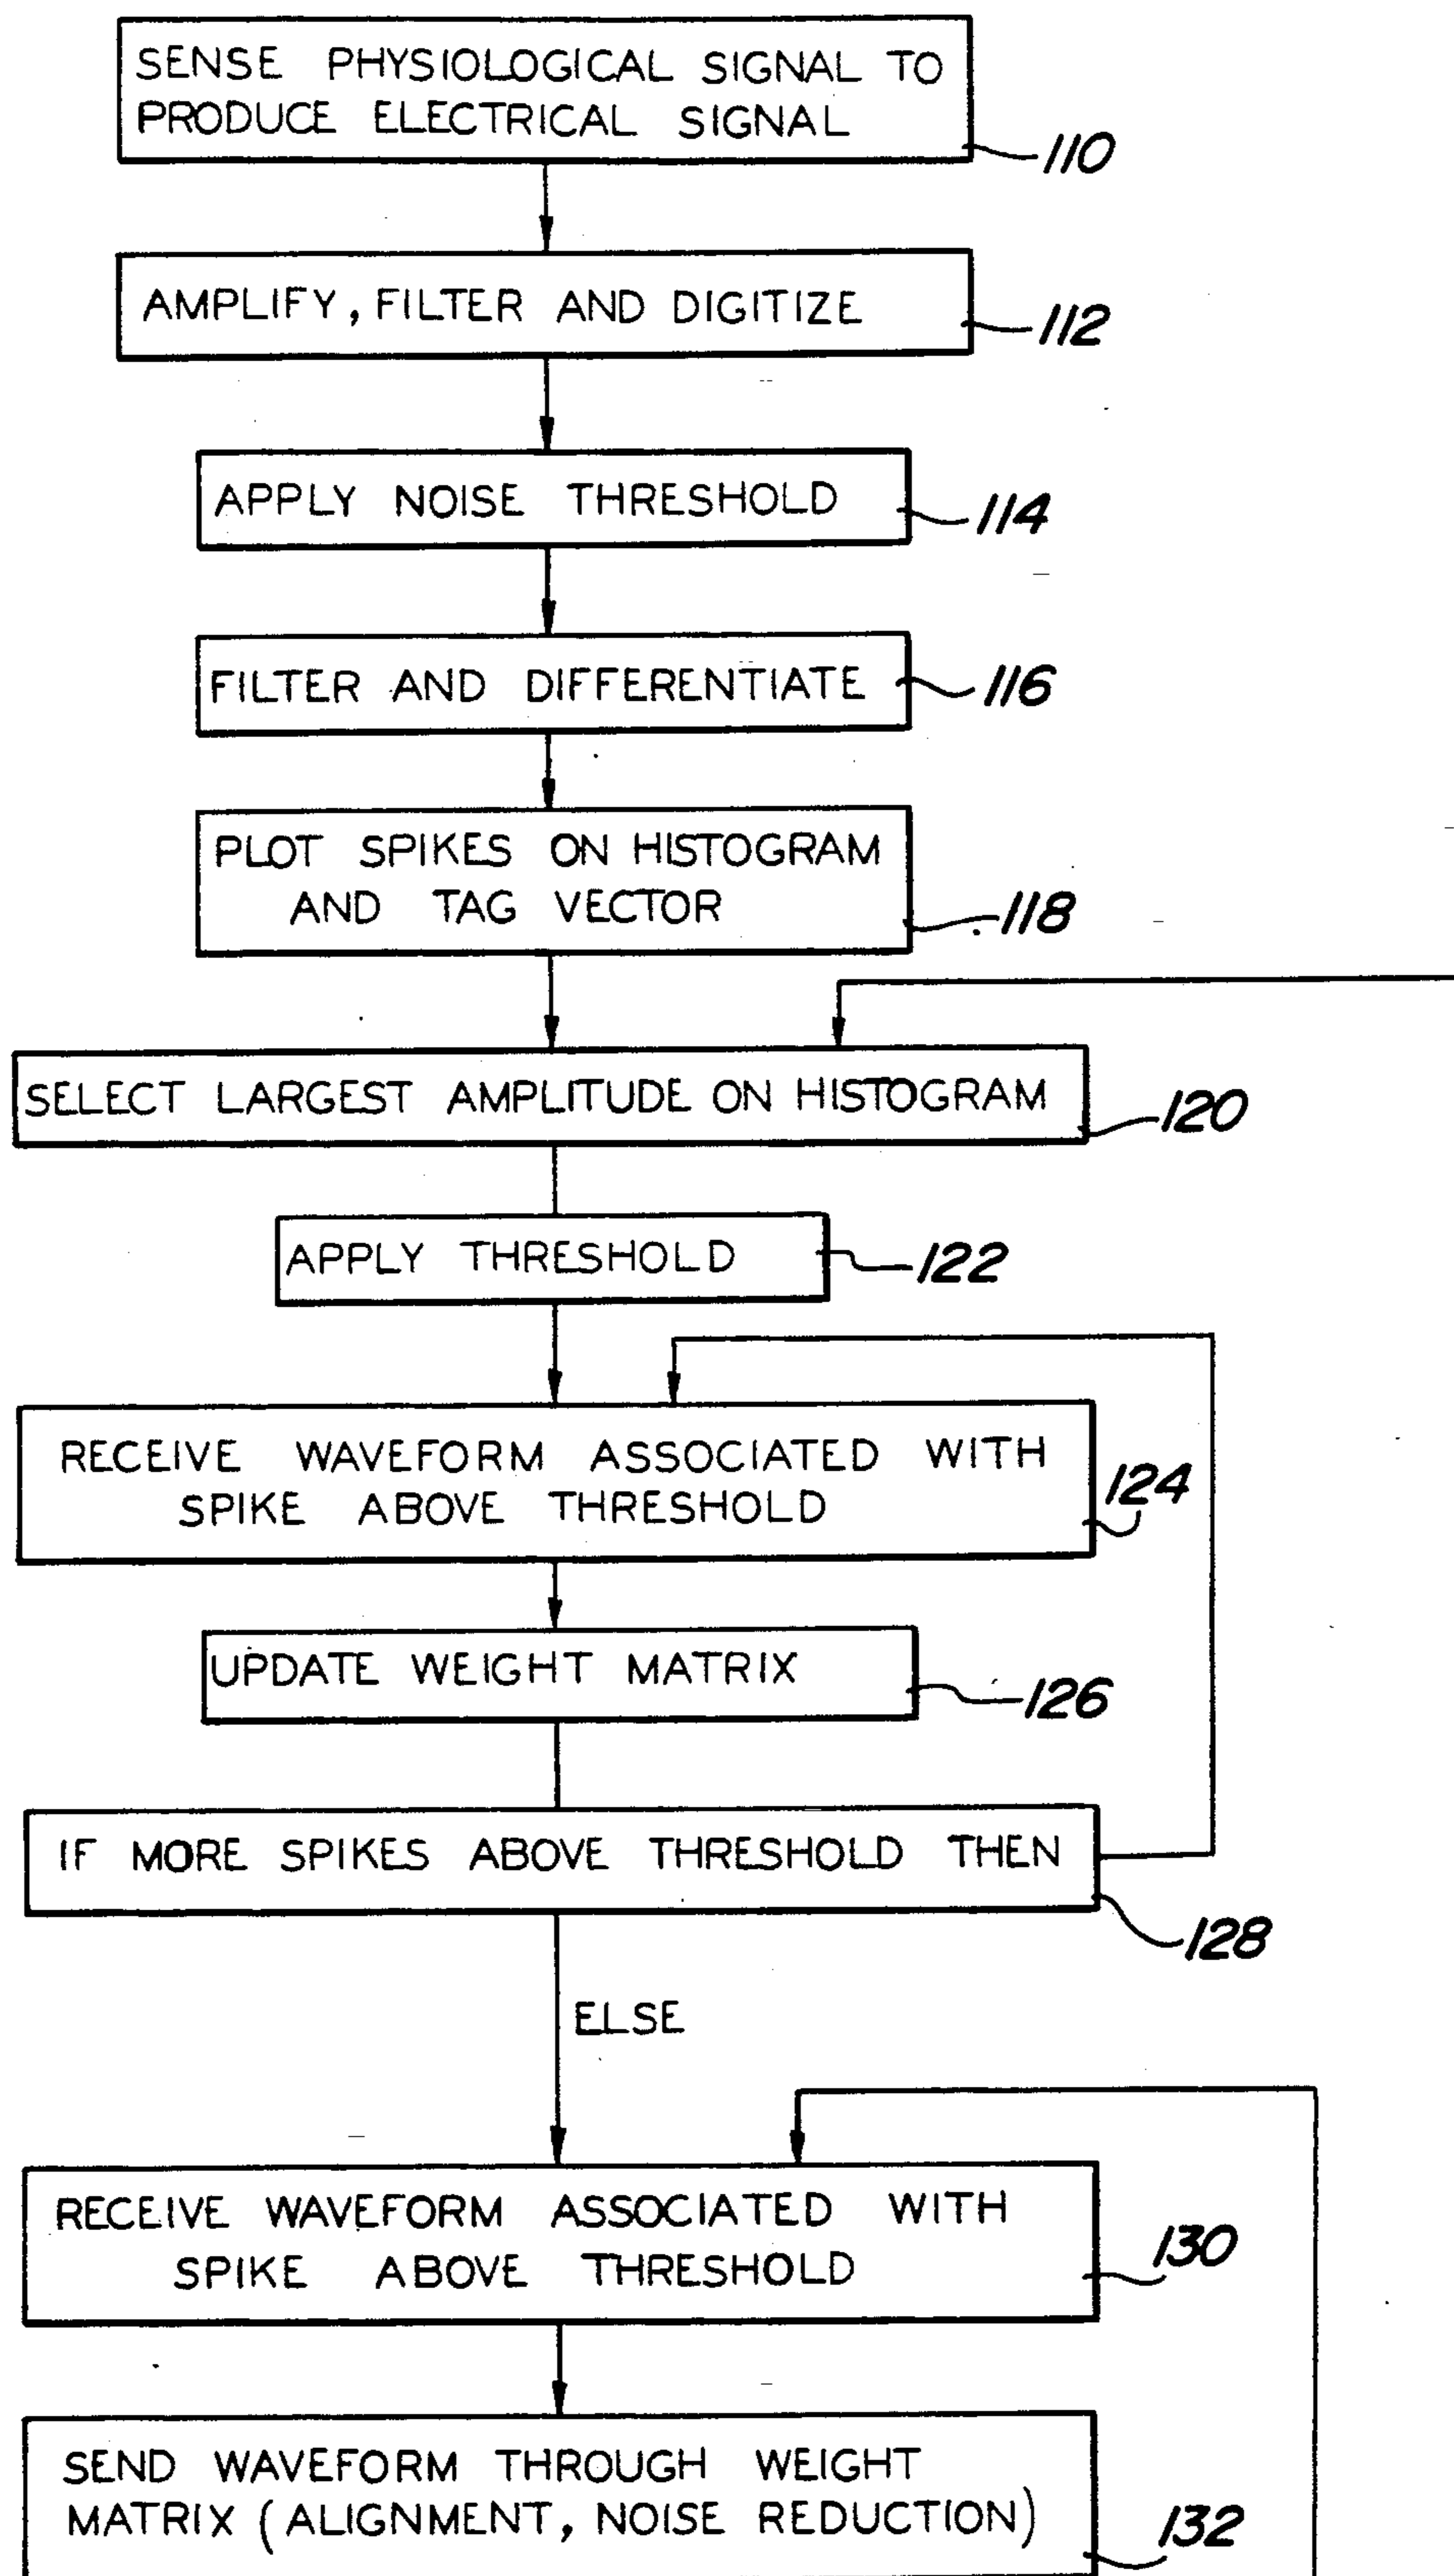 SENSE PHYSIOLOGICAL SIGNAL TO
PRODUCE ELECTRICAL SIGNAL
110
AMPLIFY, FILTER AND DIGITIZE
112
APPLY NOISE THRESHOLD
114
FILTER AND DIFFERENTIATE
116
PLOT SPIKES ON HISTOGRAM
AND TAG VECTOR
118
SELECT LARGEST AMPLITUDE ON HISTOGRAM
120
APPLY THRESHOLD
122
RECEIVE WAVEFORM ASSOCIATED WITH
SPIKE ABOVE THRESHOLD
124
UPDATE WEIGHT MATRIX
126
IF MORE SPIKES ABOVE THRESHOLD THEN
128
ELSE
RECEIVE WAVEFORM ASSOCIATED WITH
SPIKE ABOVE THRESHOLD
130
SEND WAVEFORM THROUGH WEIGHT
MATRIX (ALIGNMENT, NOISE REDUCTION)
132